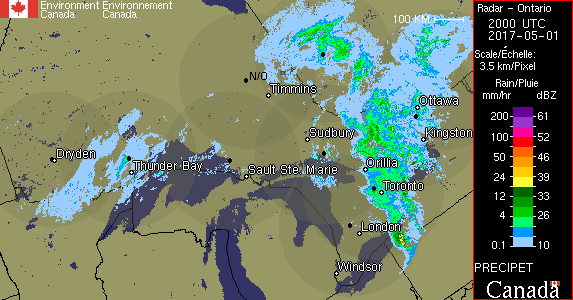 Environment Environnement
Canada Canada
100 KM
N/O
Timmins
Ottawa
Sudbury
Kingston
Dryden
Thunder Bay
Sault Ste. Marie
Orillia
Toronto
London
Windsor
Radar - Ontario
2000 UTC
2017-05-01
Scale/Échelle:
3.5 km/Pixel
Rain/Pluie
mm/hr dBZ
200 61
100 52
50 46
24 39
12 33
4 26
0.1 10
PRECIPET
Canada